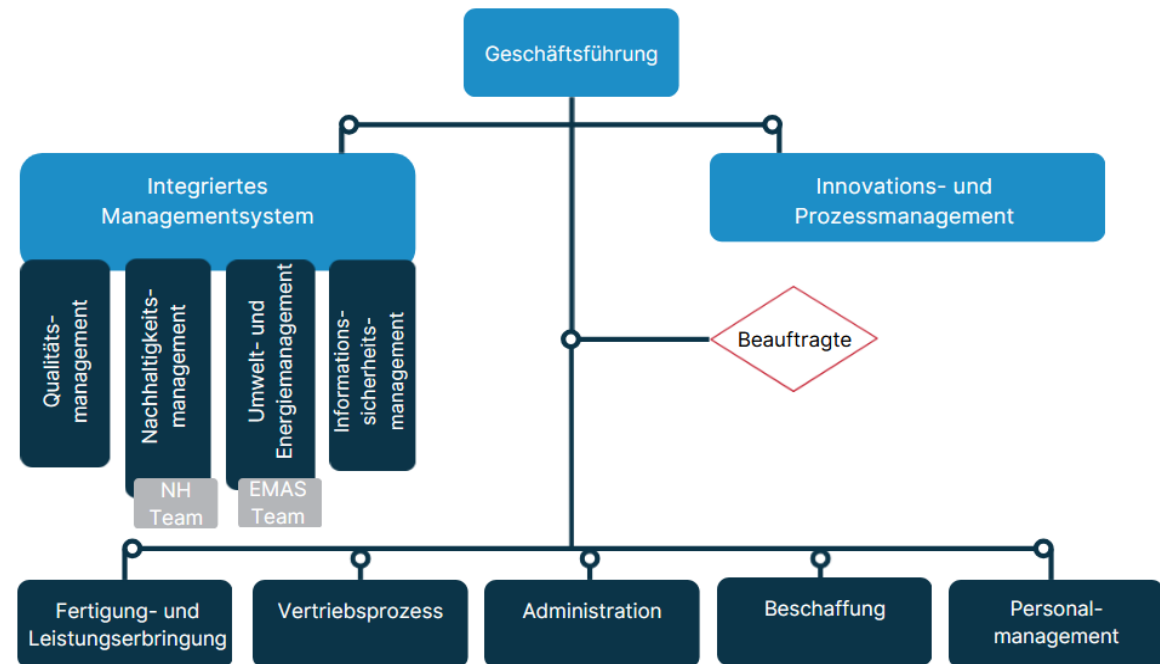 Geschäftsführung
Integriertes
Managementsystem
Innovations- und
Prozessmanagement
Qualitäts-
management
Nachhaltigkeits-
management
Umwelt- und
Energiemanagement
Informations-
sicherheits-
management
Beauftragte
NH
Team
EMAS
Team
Fertigung- und
Leistungserbringung
Vertriebsprozess
Administration
Beschaffung
Personal-
management